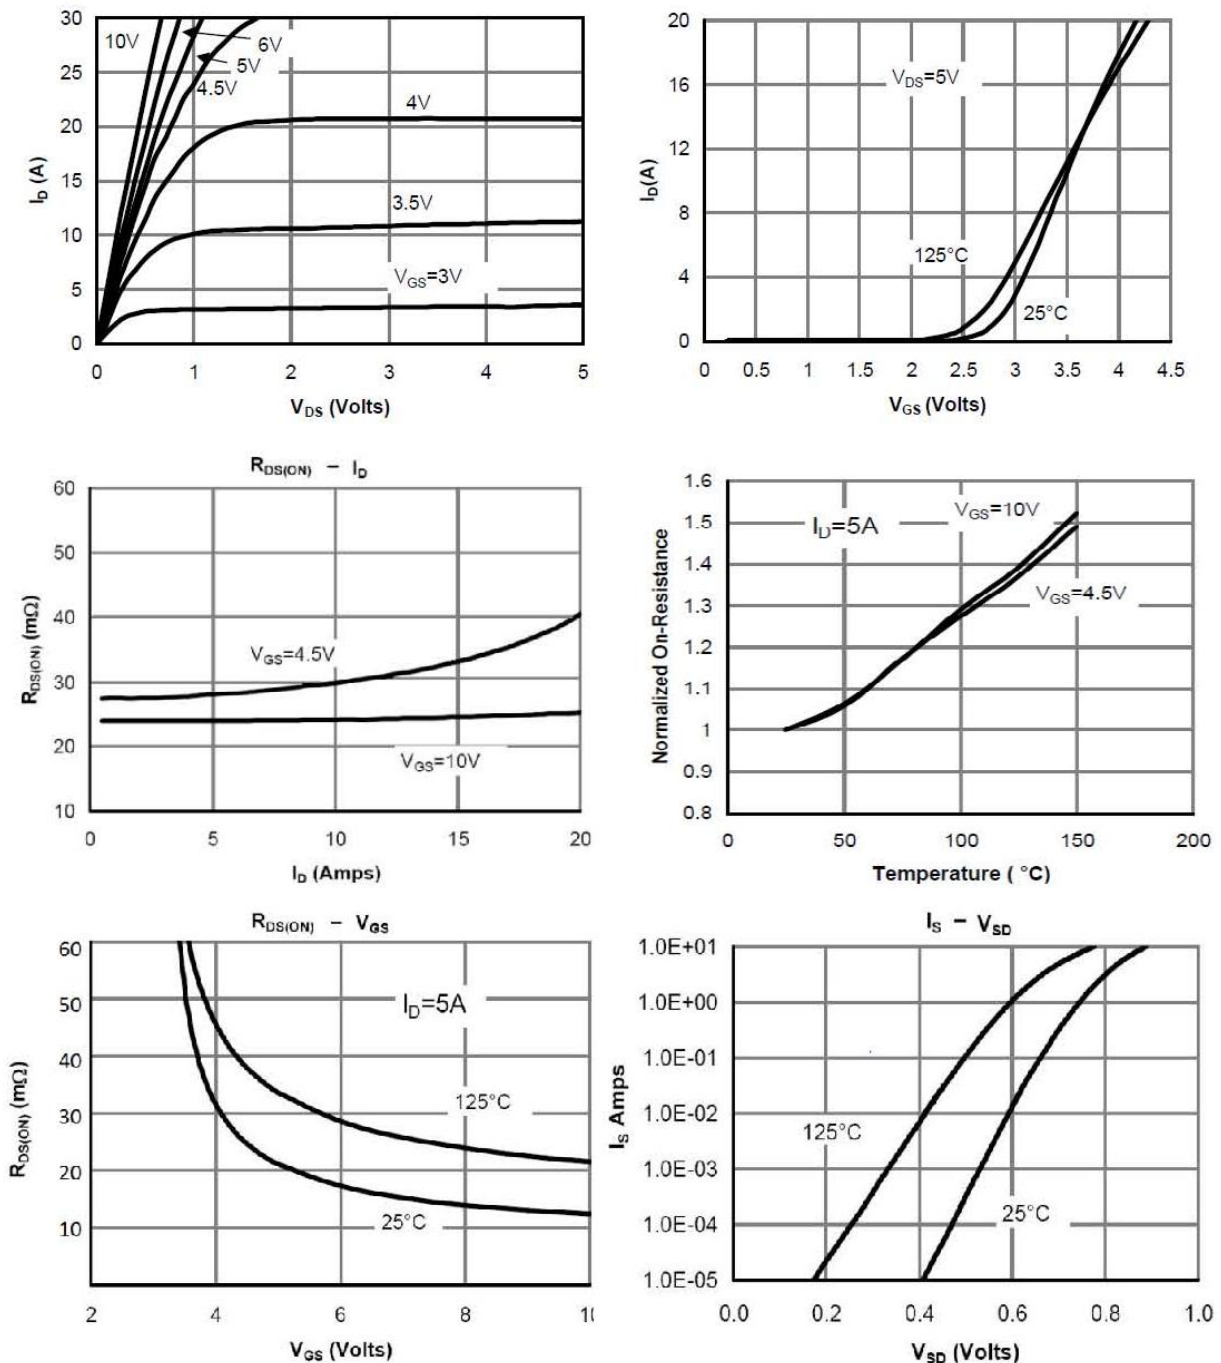 30
25
20
15
10
5
0
10V
6V
5V
4.5V
4V
3.5V
V_GS=3V
I_D (A)
0 1 2 3 4 5
V_DS (Volts)
20
16
12
8
4
0
V_DS=5V
125°C
25°C
I_D(A)
0 0.5 1 1.5 2 2.5 3 3.5 4 4.5
V_GS (Volts)
R_DS(ON) – I_D
60
50
40
30
20
10
V_GS=4.5V
V_GS=10V
R_DS(ON) (mΩ)
0 5 10 15 20
I_D (Amps)
1.6
1.5
1.4
1.3
1.2
1.1
1
0.9
0.8
I_D=5A
V_GS=10V
V_GS=4.5V
Normalized On-Resistance
0 50 100 150 200
Temperature ( °C)
R_DS(ON) – V_GS
60
50
40
30
20
10
I_D=5A
125°C
25°C
R_DS(ON) (mΩ)
2 4 6 8
V_GS (Volts)
I_S – V_SD
1.0E+01
1.0E+00
1.0E-01
1.0E-02
1.0E-03
1.0E-04
1.0E-05
125°C
25°C
I_S Amps
0.0 0.2 0.4 0.6 0.8 1.0
V_SD (Volts)